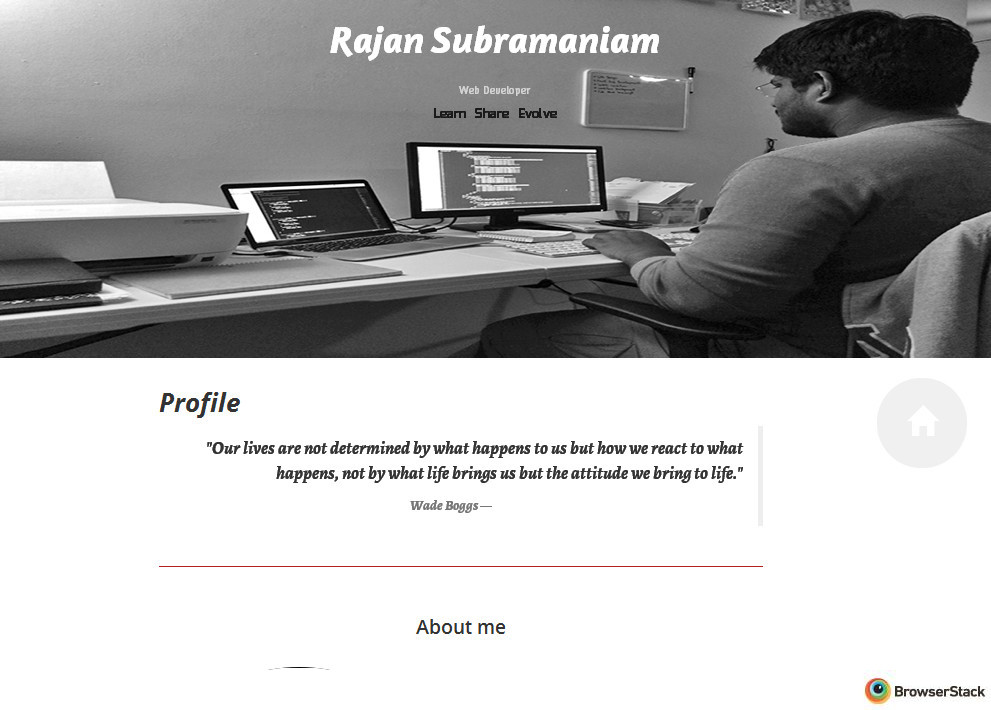 Rajan Subramaniam
Web Developer
Learn Share Evolve
Profile
"Our lives are not determined by what happens to us but how we react to what
happens, not by what life brings us but the attitude we bring to life."
Wade Boggs —
About me
BrowserStack